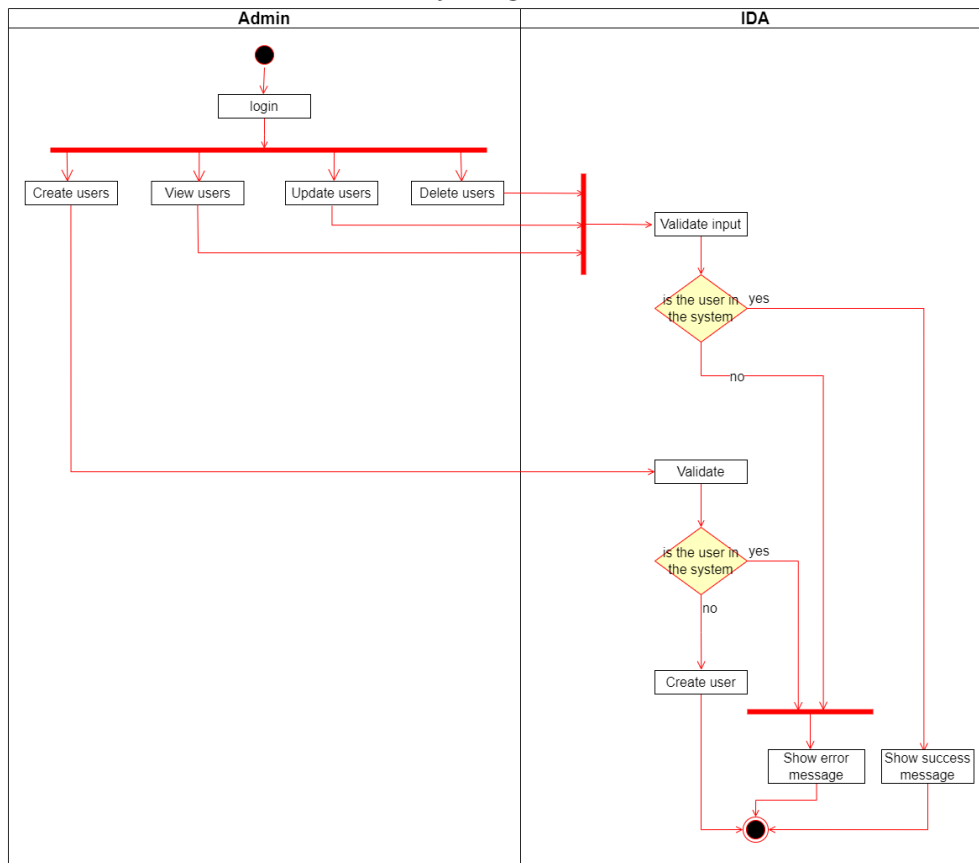 Admin
IDA
login
Create users
View users
Update users
Delete users
Validate input
is the user in
the system
yes
no
Validate
is the user in
the system
yes
no
Create user
Show error
message
Show success
message